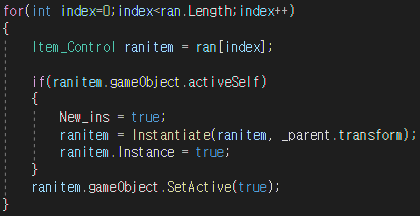 for(int index=0;index<ran.Length;index++)
{
Item_Control ranitem = ran[index];
if(ranitem.gameObject.activeSelf)
{
New_ins = true;
ranitem = Instantiate(ranitem, _parent.transform);
ranitem.Instance = true;
}
ranitem.gameObject.SetActive(true);
}